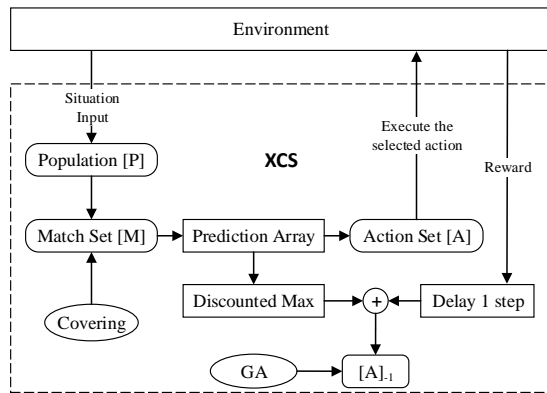 Environment
Situation
Input
Execute the
selected action
Reward
Population [P]
XCS
Match Set [M]
Prediction Array
Action Set [A]
Covering
Discounted Max
+
Delay 1 step
GA
[A]-1